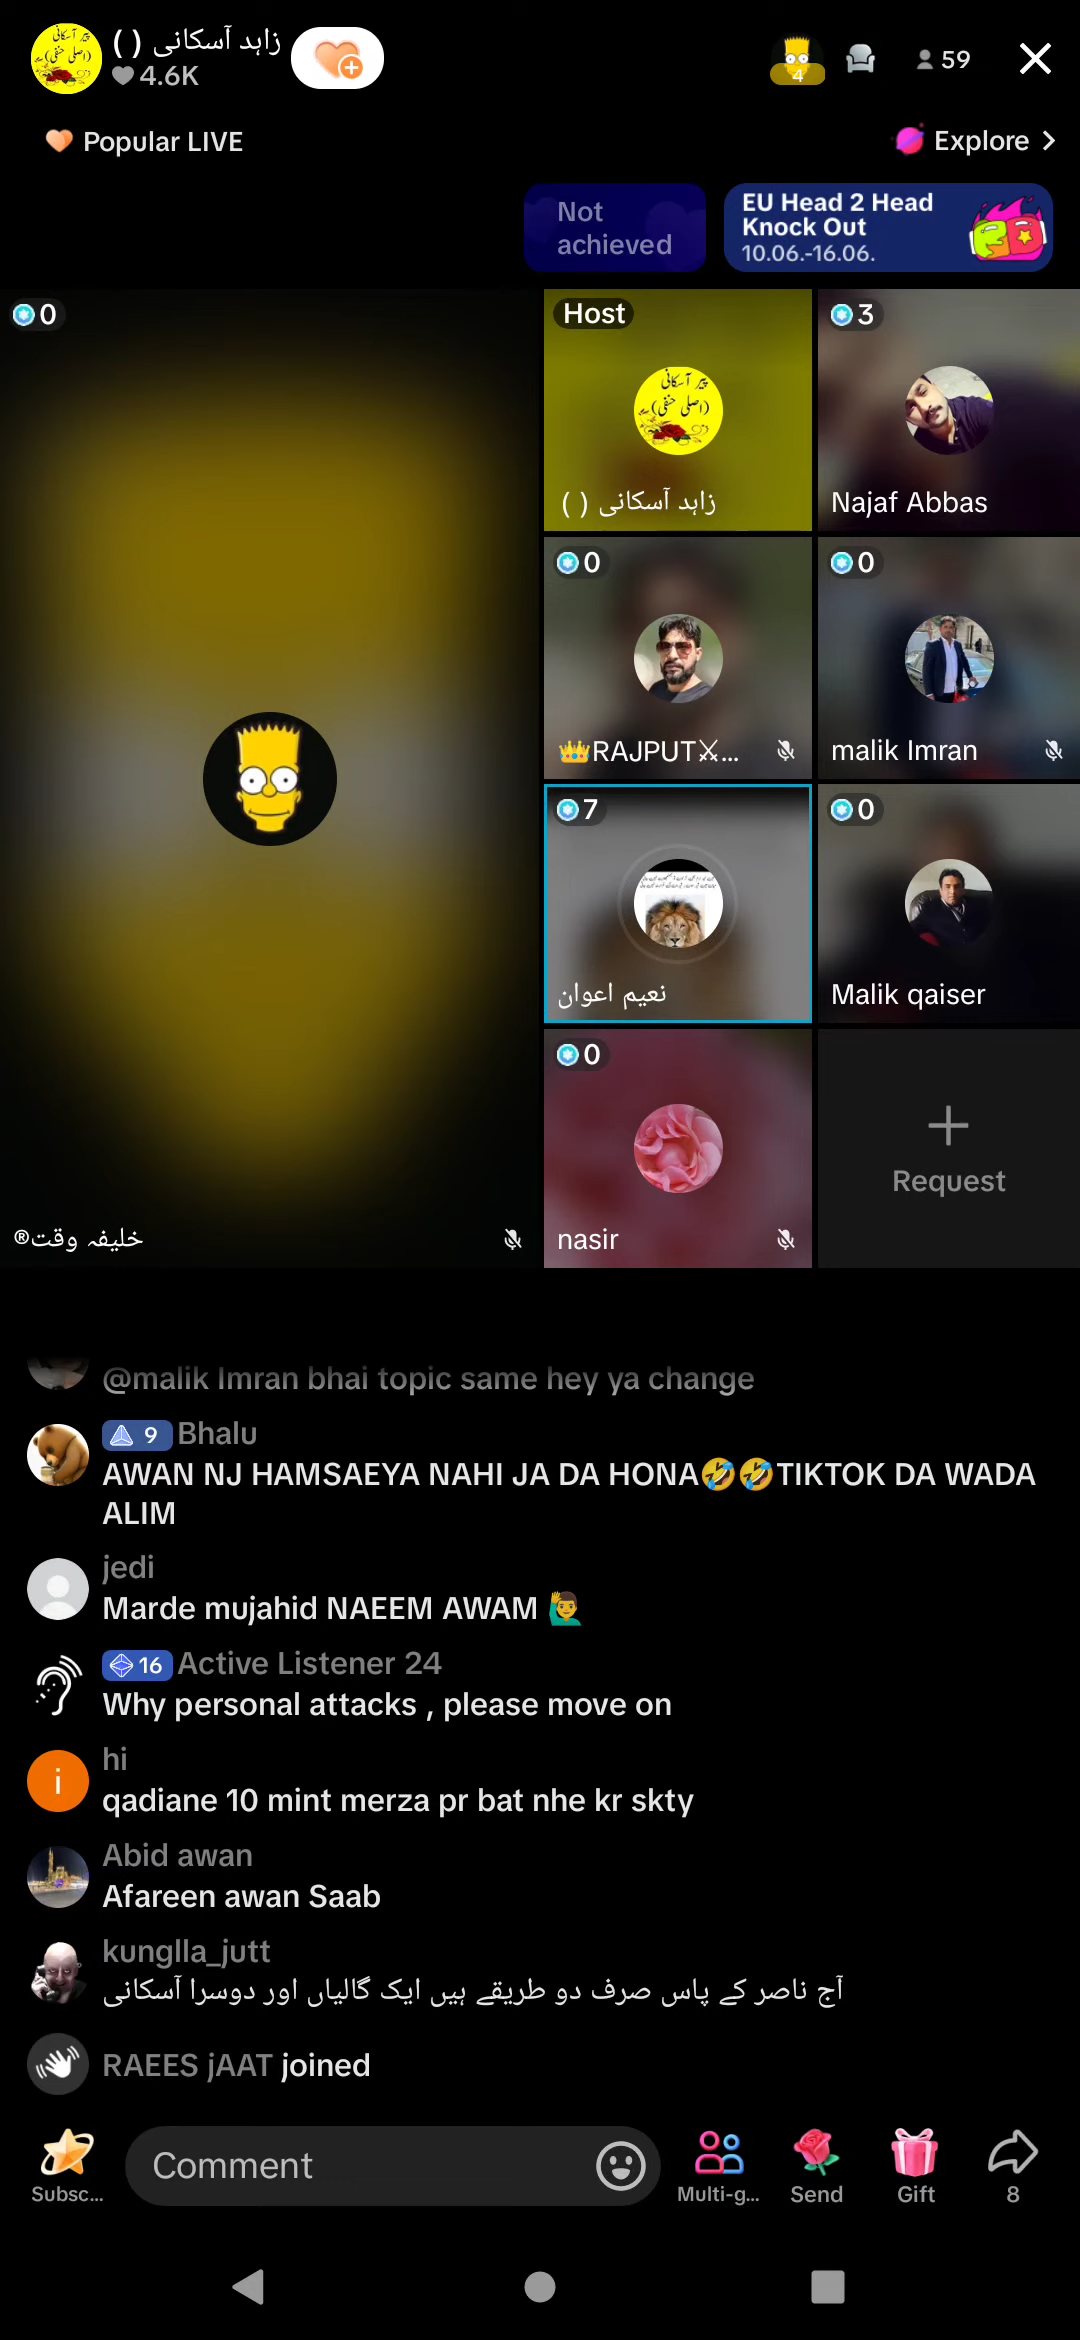 زاہد آسکانی ( )
4.6K
4
59
Popular LIVE
Explore
Not achieved
EU Head 2 Head
Knock Out
10.06.-16.06.
0
Host
پیر آسکانی
(اصلی حنفی)
زاہد آسکانی ( )
3
Najaf Abbas
0
👑RAJPUT⚔...
0
malik Imran
7
نعیم اعوان
0
Malik qaiser
0
nasir
Request
خلیفہ وقت®
@malik Imran bhai topic same hey ya change
9 Bhalu
AWAN NJ HAMSAEYA NAHI JA DA HONA🤣🤣TIKTOK DA WADA
ALIM
jedi
Marde mujahid NAEEM AWAM 🙋‍♂️
16 Active Listener 24
Why personal attacks , please move on
i
hi
qadiane 10 mint merza pr bat nhe kr skty
Abid awan
Afareen awan Saab
kunglla_jutt
آج ناصر کے پاس صرف دو طریقے ہیں ایک گالیاں اور دوسرا آسکانی
RAEES jAAT joined
Comment
Subsc...
Multi-g...
Send
Gift
8